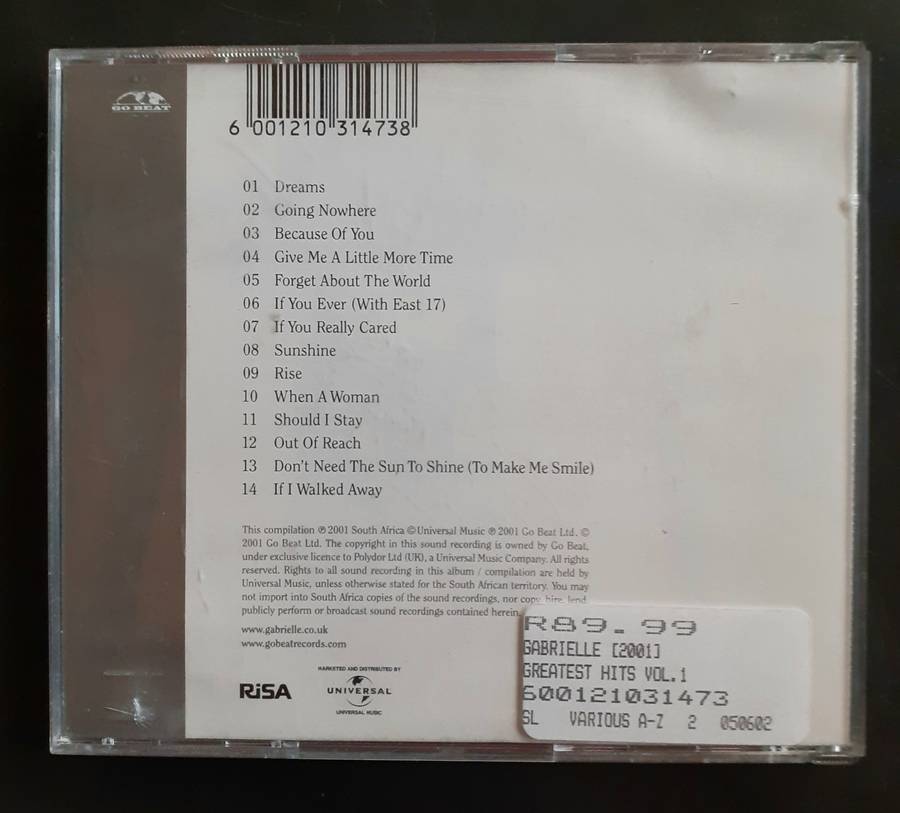 GO BEAT
6 001210 314738
01 Dreams
02 Going Nowhere
03 Because Of You
04 Give Me A Little More Time
05 Forget About The World
06 If You Ever (With East 17)
07 If You Really Cared
08 Sunshine
09 Rise
10 When A Woman
11 Should I Stay
12 Out Of Reach
13 Don't Need The Sun To Shine (To Make Me Smile)
14 If I Walked Away
This compilation ℗ 2001 South Africa © Universal Music ℗ 2001 Go Beat Ltd. ©
2001 Go Beat Ltd. The copyright in this sound recording is owned by Go Beat,
under exclusive licence to Polydor Ltd (UK), a Universal Music Company. All rights
reserved. Rights to all sound recording in this album / compilation are held by
Universal Music, unless otherwise stated for the South African territory. You may
not import into South Africa copies of the sound recordings, nor copy, hire, lend,
publicly perform or broadcast sound recordings contained herein.
www.gabrielle.co.uk
www.gobeatrecords.com
RiSA
MARKETED AND DISTRIBUTED BY
UNIVERSAL
UNIVERSAL MUSIC
R89.99
GABRIELLE [2001]
GREATEST HITS VOL.1
600121031473
SL VARIOUS A-Z 2 050602